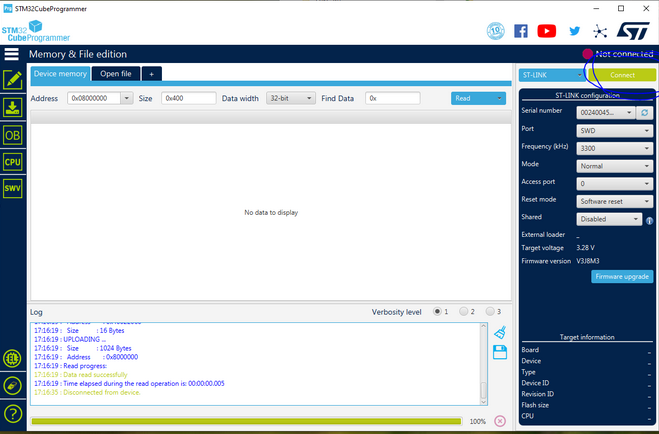 Prg STM32CubeProgrammer
STM32
CubeProgrammer
Memory & File edition
Not connected
Device memory
Open file
+
Address
0x08000000
Size
0x400
Data width
32-bit
Find Data
0x
Read
No data to display
Log
Verbosity level
1
2
3
17:16:19 : Size : 16 Bytes
17:16:19 : UPLOADING ...
17:16:19 : Size : 1024 Bytes
17:16:19 : Address : 0x8000000
17:16:19 : Read progress:
17:16:19 : Data read successfully
17:16:19 : Time elapsed during the read operation is: 00:00:00.005
17:16:35 : Disconnected from device.
100%
OB
CPU
SWV
?
ST-LINK
Connect
ST-LINK configuration
Serial number
00240045...
Port
SWD
Frequency (kHz)
3300
Mode
Normal
Access port
0
Reset mode
Software reset
Shared
Disabled
External loader
_
Target voltage
3.28 V
Firmware version
V3J8M3
Firmware upgrade
Target information
Board
_
Device
_
Type
_
Device ID
_
Revision ID
_
Flash size
_
CPU
_